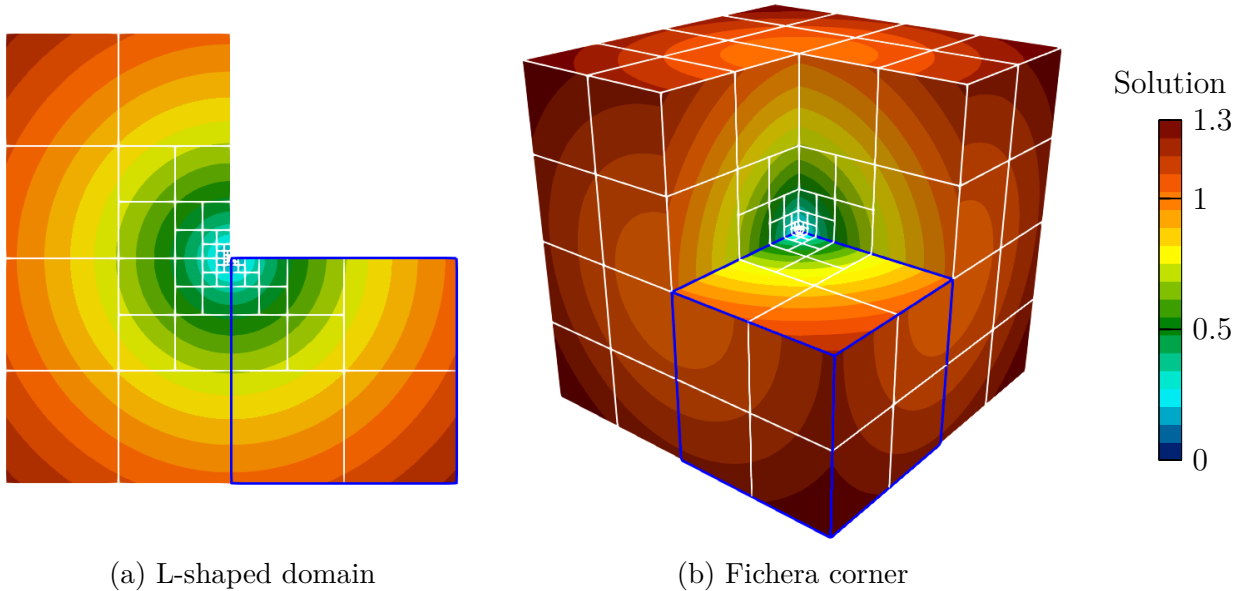 Solution
1.3
1
0.5
0
(a) L-shaped domain
(b) Fichera corner